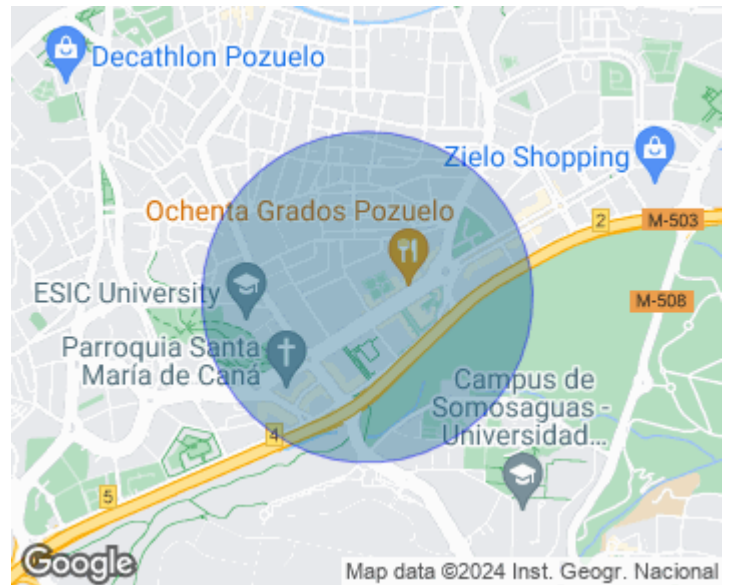 Decathlon Pozuelo
Zielo Shopping
Ochenta Grados Pozuelo
2
M-503
ESIC University
M-508
Parroquia Santa
María de Caná
Campus de
Somosaguas -
Universidad...
4
5
Google
Map data ©2024 Inst. Geogr. Nacional